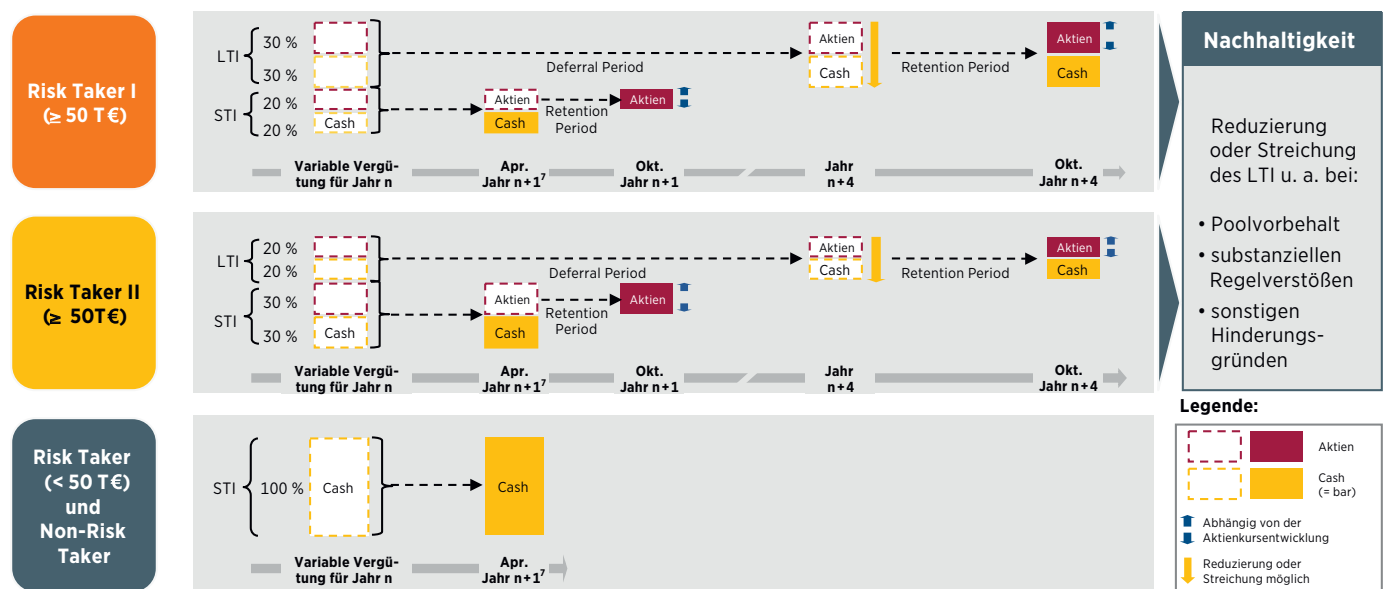 Risk Taker I
(≥ 50 T€)
LTI
30 %
30 %
STI
20 %
20 %
Cash
Deferral Period
Aktien
Cash
Retention
Period
Aktien
Aktien
Cash
Retention Period
Aktien
Cash
Variable Vergü-
tung für Jahr n
Apr.
Jahr n+1⁷
Okt.
Jahr n+1
Jahr
n+4
Okt.
Jahr n+4
Risk Taker II
(≥ 50T€)
LTI
20 %
20 %
STI
30 %
30 %
Cash
Deferral Period
Aktien
Cash
Retention
Period
Aktien
Aktien
Cash
Retention Period
Aktien
Cash
Variable Vergü-
tung für Jahr n
Apr.
Jahr n+1⁷
Okt.
Jahr n+1
Jahr
n+4
Okt.
Jahr n+4
Risk Taker
(< 50 T€)
und
Non-Risk
Taker
STI
100 %
Cash
Cash
Variable Vergü-
tung für Jahr n
Apr.
Jahr n+1⁷
Nachhaltigkeit
Reduzierung
oder Streichung
des LTI u. a. bei:
• Poolvorbehalt
• substanziellen
Regelverstößen
• sonstigen
Hinderungs-
gründen
Legende:
Aktien
Cash
(= bar)
Abhängig von der
Aktienkursentwicklung
Reduzierung oder
Streichung möglich